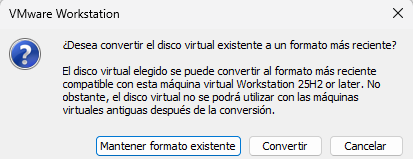 VMware Workstation
¿Desea convertir el disco virtual existente a un formato más reciente?
El disco virtual elegido se puede convertir al formato más reciente
compatible con esta máquina virtual Workstation 25H2 or later. No
obstante, el disco virtual no se podrá utilizar con las máquinas
virtuales antiguas después de la conversión.
Mantener formato existente Convertir Cancelar